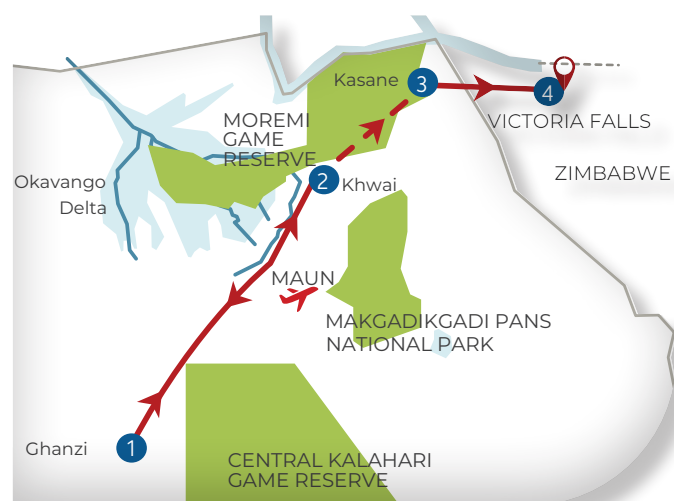 Kasane
3
4
MOREMI
GAME
RESERVE
VICTORIA FALLS
ZIMBABWE
Okavango
Delta
2
Khwai
MAUN
MAKGADIKGADI PANS
NATIONAL PARK
1
Ghanzi
CENTRAL KALAHARI
GAME RESERVE